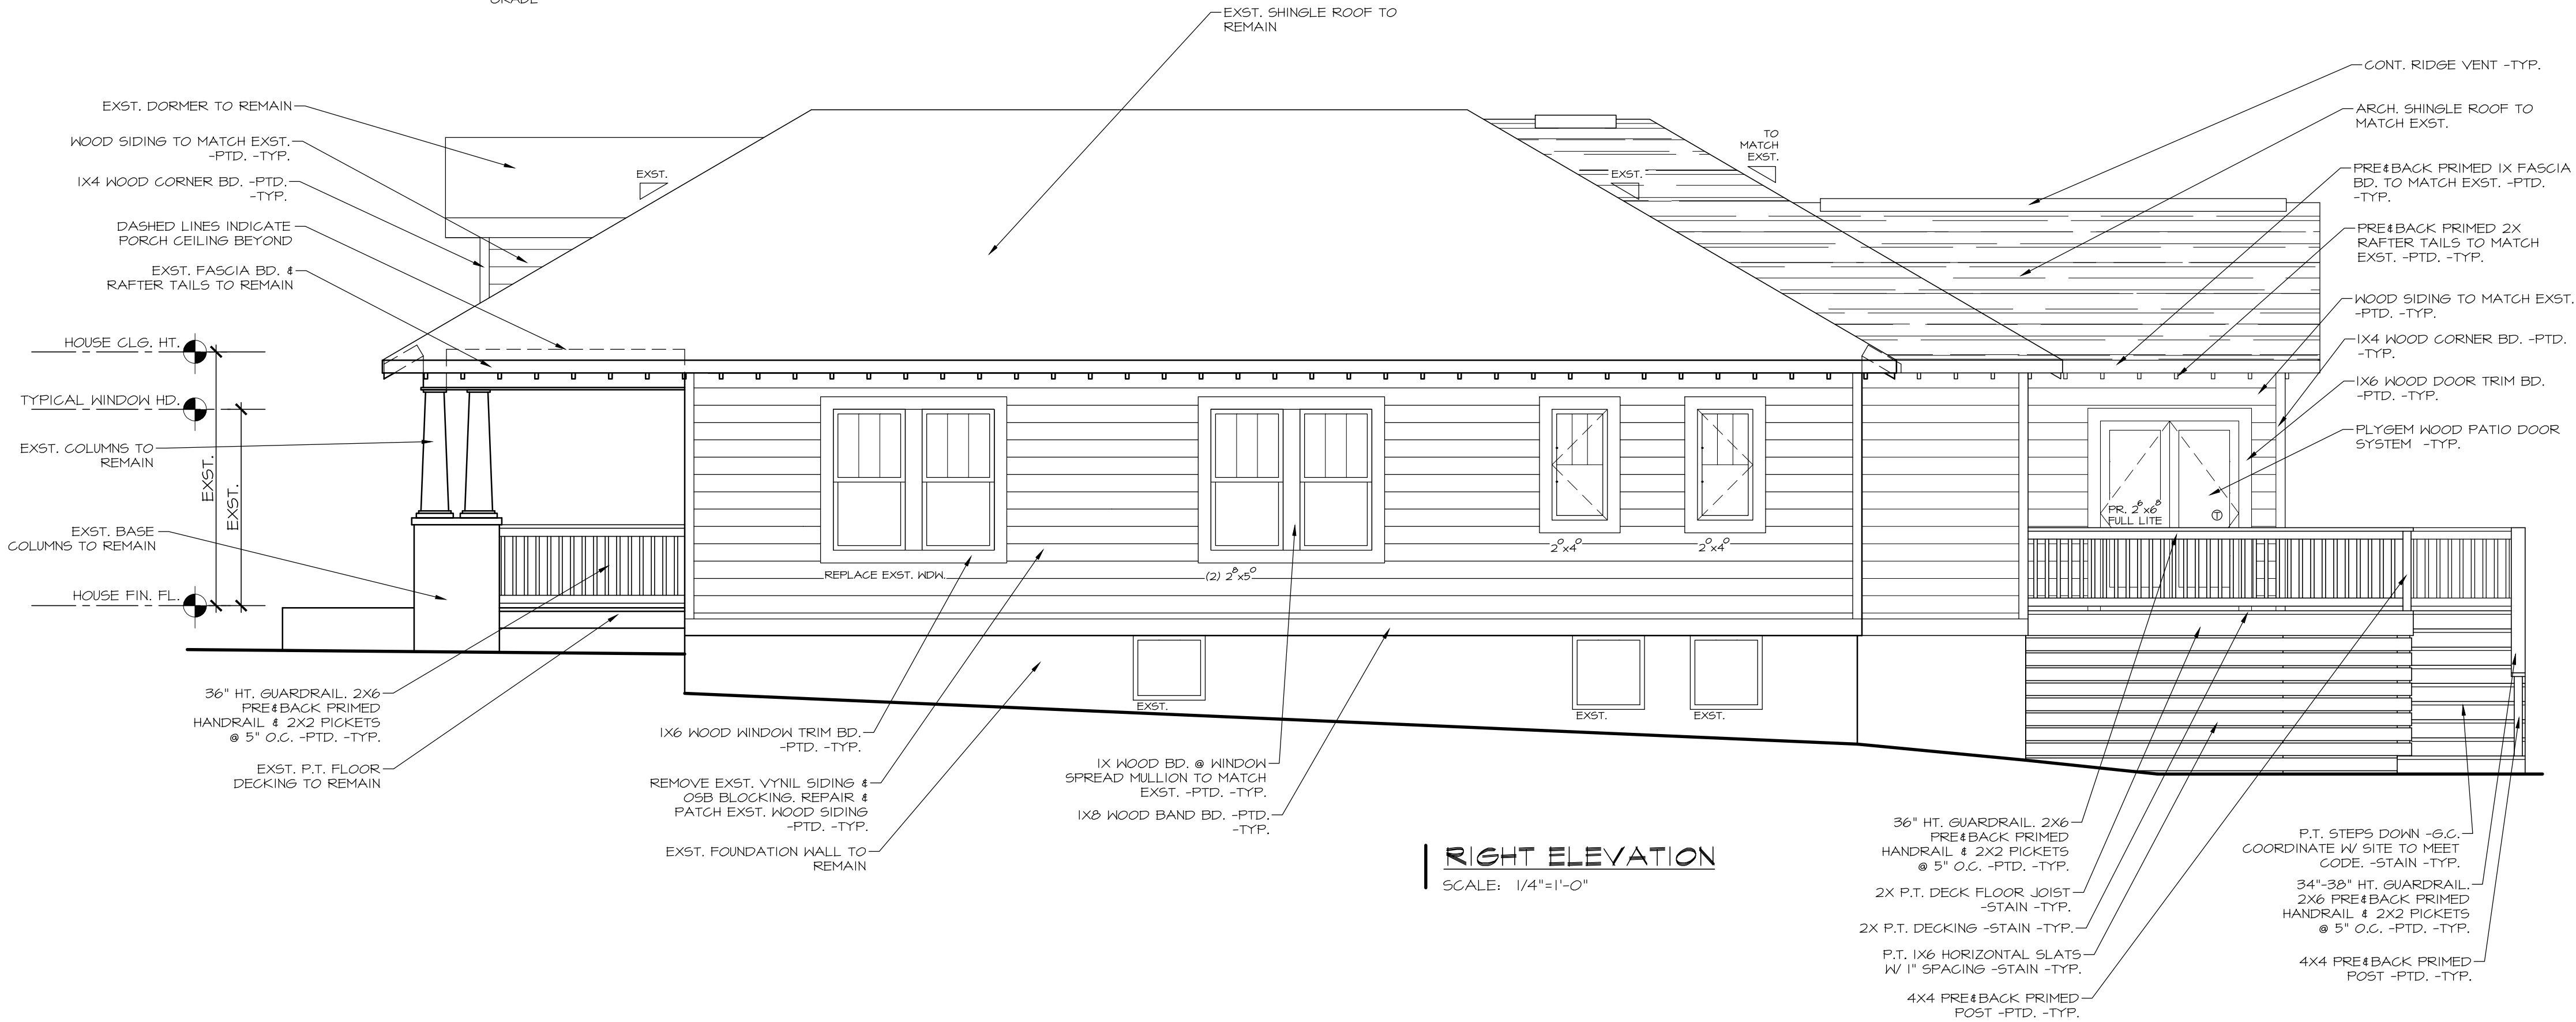 GRADE
EXST. SHINGLE ROOF TO
REMAIN
EXST. DORMER TO REMAIN
WOOD SIDING TO MATCH EXST.
-PTD. -TYP.
1X4 WOOD CORNER BD. -PTD.
-TYP.
DASHED LINES INDICATE
PORCH CEILING BEYOND
EXST. FASCIA BD. &
RAFTER TAILS TO REMAIN
HOUSE CLG. HT.
TYPICAL WINDOW HD.
EXST. COLUMNS TO
REMAIN
EXST.
EXST.
EXST. BASE
COLUMNS TO REMAIN
HOUSE FIN. FL.
36" HT. GUARDRAIL. 2X6
PRE&BACK PRIMED
HANDRAIL & 2X2 PICKETS
@ 5" O.C. -PTD. -TYP.
EXST. P.T. FLOOR
DECKING TO REMAIN
EXST.
EXST.
TO
MATCH
EXST.
REPLACE EXST. WDW.
(2) 2⁸x5⁰
2⁰x4⁰
2⁰x4⁰
PR. 2⁶x6⁸
FULL LITE
T
EXST.
EXST.
EXST.
1X6 WOOD WINDOW TRIM BD.
-PTD. -TYP.
REMOVE EXST. VYNIL SIDING &
OSB BLOCKING. REPAIR &
PATCH EXST. WOOD SIDING
-PTD. -TYP.
EXST. FOUNDATION WALL TO
REMAIN
1X WOOD BD. @ WINDOW
SPREAD MULLION TO MATCH
EXST. -PTD. -TYP.
1X8 WOOD BAND BD. -PTD.
-TYP.
RIGHT ELEVATION
SCALE: 1/4"=1'-0"
CONT. RIDGE VENT -TYP.
ARCH. SHINGLE ROOF TO
MATCH EXST.
PRE&BACK PRIMED 1X FASCIA
BD. TO MATCH EXST. -PTD.
-TYP.
PRE&BACK PRIMED 2X
RAFTER TAILS TO MATCH
EXST. -PTD. -TYP.
WOOD SIDING TO MATCH EXST.
-PTD. -TYP.
1X4 WOOD CORNER BD. -PTD.
-TYP.
1X6 WOOD DOOR TRIM BD.
-PTD. -TYP.
PLYGEM WOOD PATIO DOOR
SYSTEM -TYP.
36" HT. GUARDRAIL. 2X6
PRE&BACK PRIMED
HANDRAIL & 2X2 PICKETS
@ 5" O.C. -PTD. -TYP.
2X P.T. DECK FLOOR JOIST
-STAIN -TYP.
2X P.T. DECKING -STAIN -TYP.
P.T. 1X6 HORIZONTAL SLATS
W/ 1" SPACING -STAIN -TYP.
4X4 PRE&BACK PRIMED
POST -PTD. -TYP.
P.T. STEPS DOWN -G.C.
COORDINATE W/ SITE TO MEET
CODE. -STAIN -TYP.
34"-38" HT. GUARDRAIL.
2X6 PRE&BACK PRIMED
HANDRAIL & 2X2 PICKETS
@ 5" O.C. -PTD. -TYP.
4X4 PRE&BACK PRIMED
POST -PTD. -TYP.